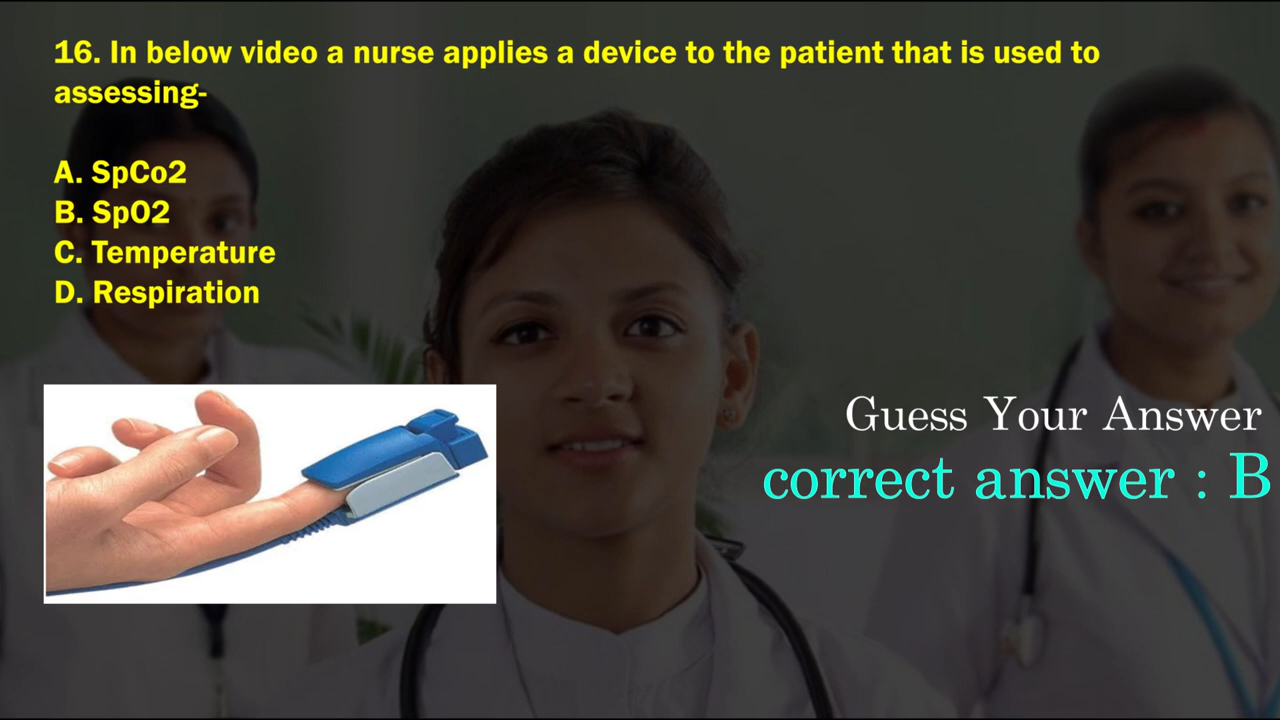 16. In below video a nurse applies a device to the patient that is used to
assessing-
A. SpCo2
B. SpO2
C. Temperature
D. Respiration
Guess Your Answer
correct answer : B